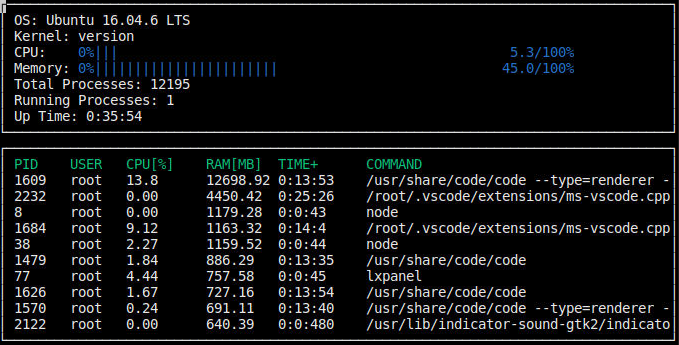 OS: Ubuntu 16.04.6 LTS
Kernel: version
CPU: 0%||| 5.3/100%
Memory: 0%||||||||||||||||||||||| 45.0/100%
Total Processes: 12195
Running Processes: 1
Up Time: 0:35:54
PID USER CPU[%] RAM[MB] TIME+ COMMAND
1609 root 13.8 12698.92 0:13:53 /usr/share/code/code --type=renderer -
2232 root 0.00 4450.42 0:25:26 /root/.vscode/extensions/ms-vscode.cpp
8 root 0.00 1179.28 0:0:43 node
1684 root 9.12 1163.32 0:14:4 /root/.vscode/extensions/ms-vscode.cpp
38 root 2.27 1159.52 0:0:44 node
1479 root 1.84 886.29 0:13:35 /usr/share/code/code
77 root 4.44 757.58 0:0:45 lxpanel
1626 root 1.67 727.16 0:13:54 /usr/share/code/code
1570 root 0.24 691.11 0:13:40 /usr/share/code/code --type=renderer -
2122 root 0.00 640.39 0:0:480 /usr/lib/indicator-sound-gtk2/indicato